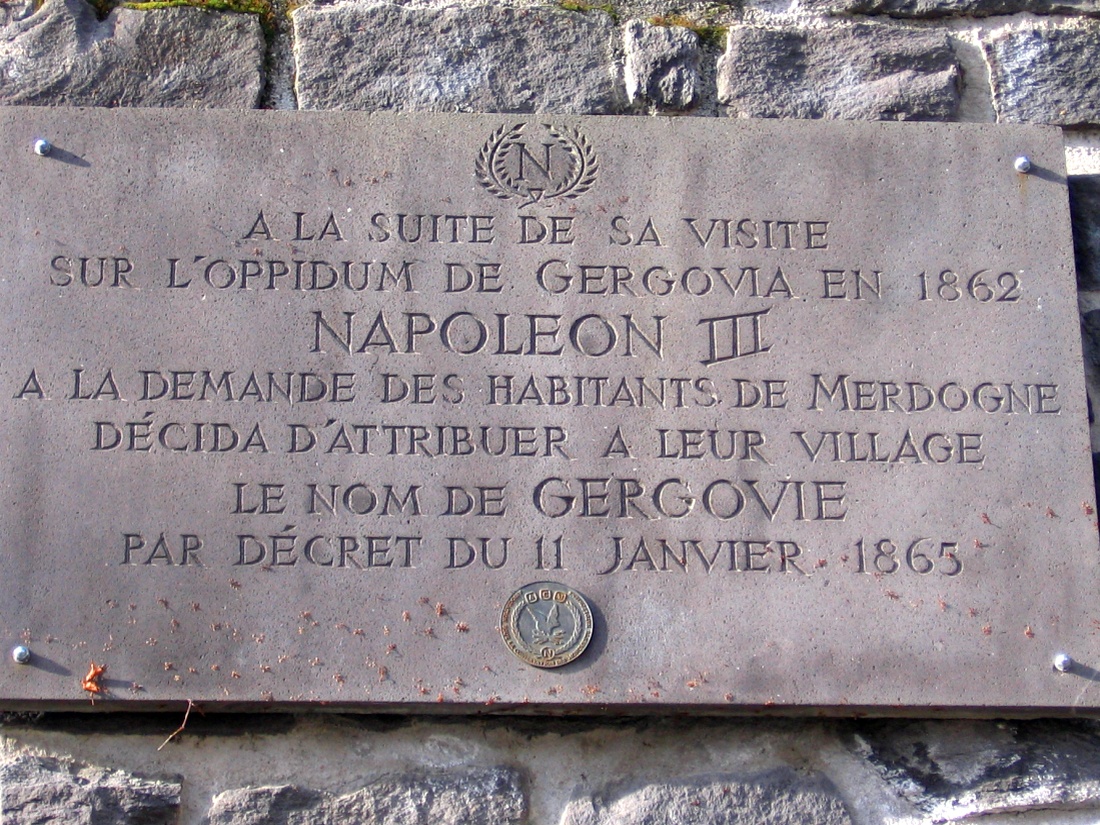 N
A LA SUITE DE SA VISITE
SUR L'OPPIDUM DE GERGOVIA EN 1862
NAPOLEON III
A LA DEMANDE DES HABITANTS DE MERDOGNE
DÉCIDA D'ATTRIBUER A LEUR VILLAGE
LE NOM DE GERGOVIE
PAR DÉCRET DU 11 JANVIER 1865